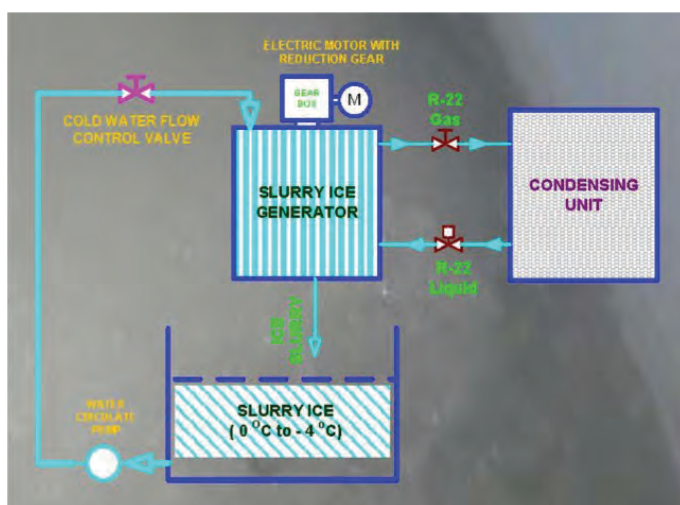 ELECTRIC MOTOR WITH
REDUCTION GEAR
GEAR
BOX
M
COLD WATER FLOW
CONTROL VALVE
R-22
Gas
SLURRY ICE
GENERATOR
CONDENSING
UNIT
R-22
Liquid
ICE
SLURRY
WATER
CIRCULATE
PUMP
SLURRY ICE
( 0 °C to - 4 °C)